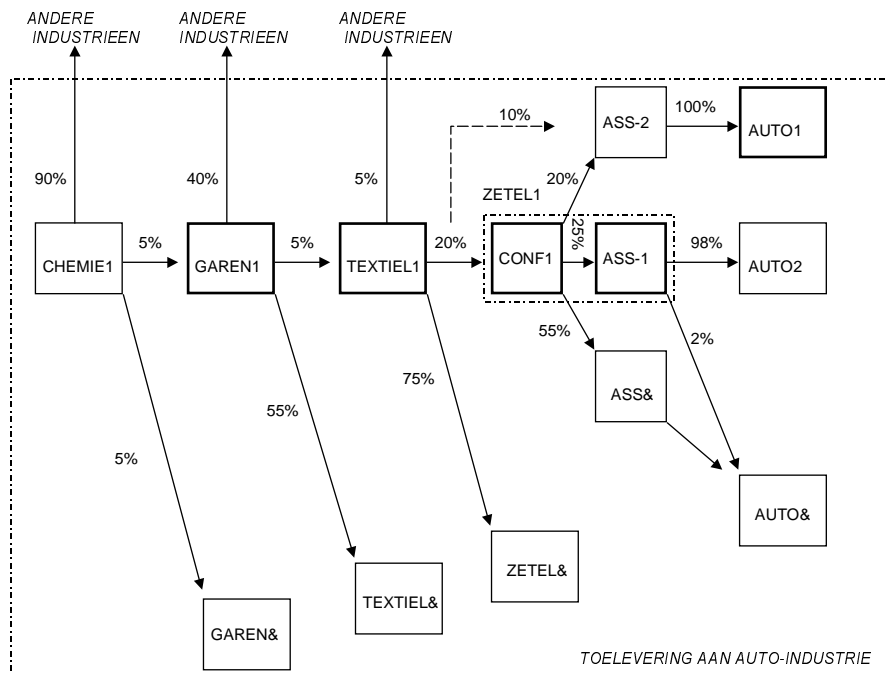 ANDERE
INDUSTRIEEN
ANDERE
INDUSTRIEEN
ANDERE
INDUSTRIEEN
10%
ASS-2
100%
AUTO1
90%
40%
5%
20%
ZETEL1
CHEMIE1
5%
GAREN1
5%
TEXTIEL1
20%
CONF1
25%
ASS-1
98%
AUTO2
55%
2%
75%
ASS&
55%
5%
AUTO&
ZETEL&
TEXTIEL&
GAREN&
TOELEVERING AAN AUTO-INDUSTRIE